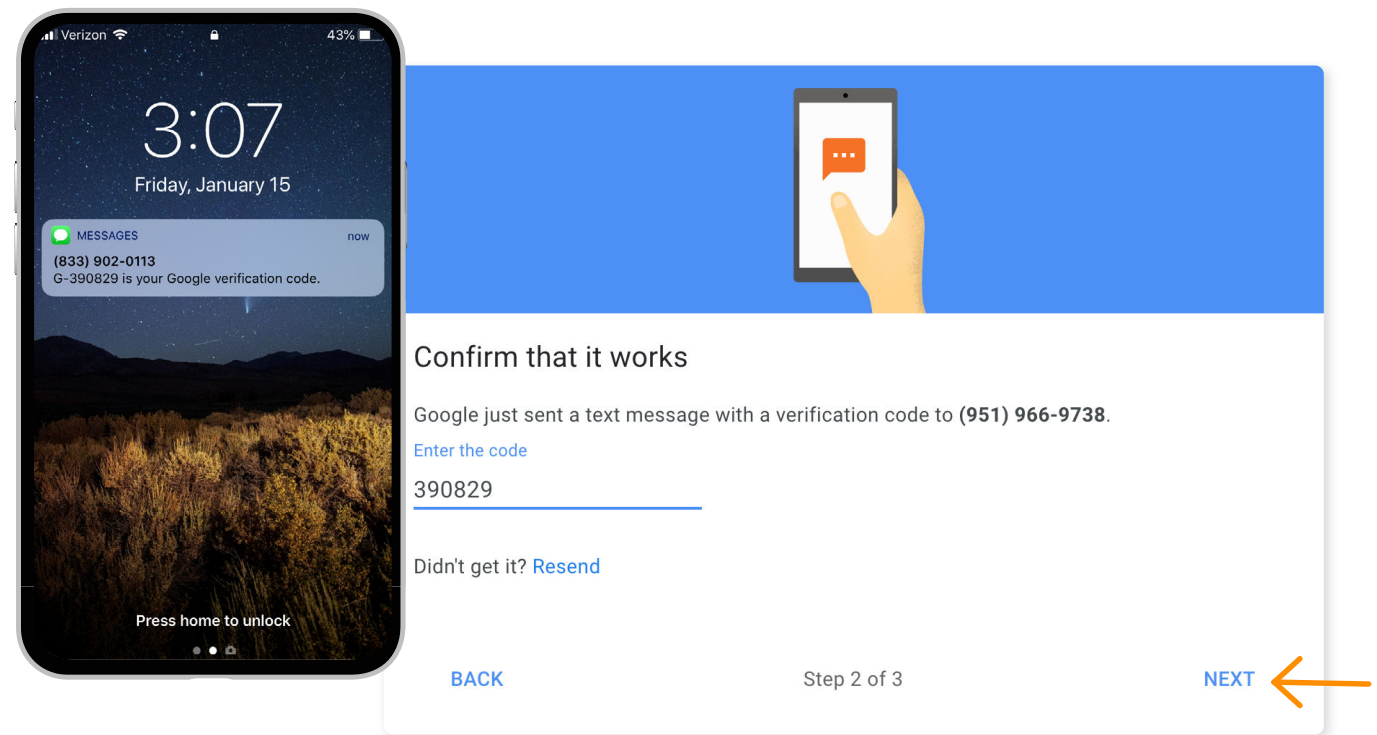 Verizon
43%
3:07
Friday, January 15
MESSAGES
now
(833) 902-0113
G-390829 is your Google verification code.
Press home to unlock
Confirm that it works
Google just sent a text message with a verification code to (951) 966-9738.
Enter the code
390829
Didn't get it? Resend
BACK
Step 2 of 3
NEXT